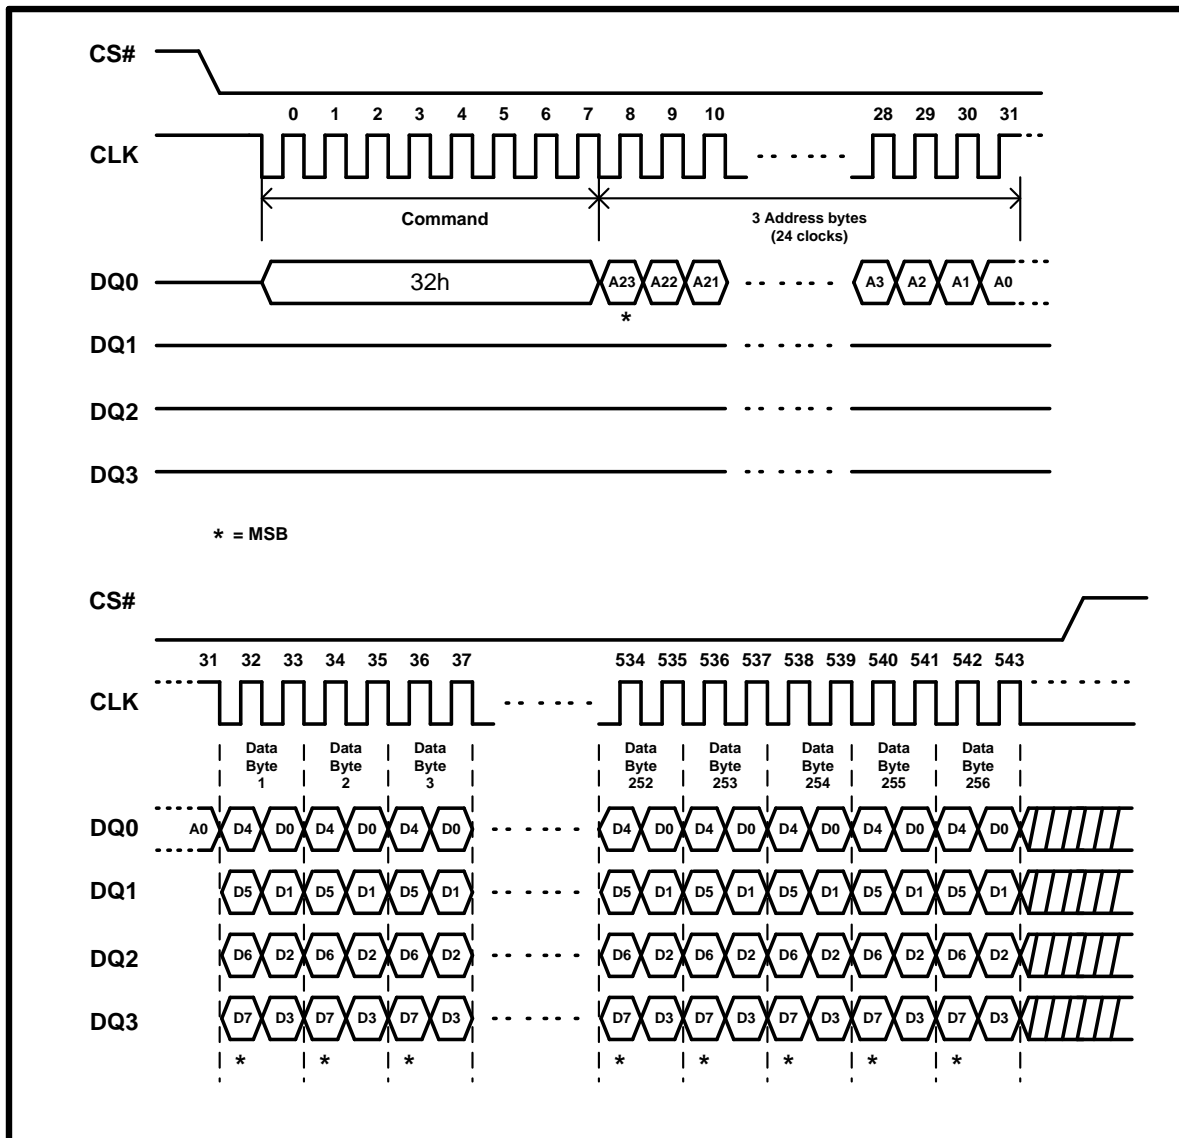 CS#
0 1 2 3 4 5 6 7 8 9 10 28 29 30 31
CLK
Command
3 Address bytes
(24 clocks)
DQ0 32h A23 A22 A21 A3 A2 A1 A0
*
DQ1
DQ2
DQ3
* = MSB
CS#
31 32 33 34 35 36 37 534 535 536 537 538 539 540 541 542 543
CLK
Data Data Data Data Data Data Data Data
Byte Byte Byte Byte Byte Byte Byte Byte
1 2 3 252 253 254 255 256
DQ0 A0 D4 D0 D4 D0 D4 D0 D4 D0 D4 D0 D4 D0 D4 D0 D4 D0
DQ1 D5 D1 D5 D1 D5 D1 D5 D1 D5 D1 D5 D1 D5 D1 D5 D1
DQ2 D6 D2 D6 D2 D6 D2 D6 D2 D6 D2 D6 D2 D6 D2 D6 D2
DQ3 D7 D3 D7 D3 D7 D3 D7 D3 D7 D3 D7 D3 D7 D3 D7 D3
* * * * * * * *